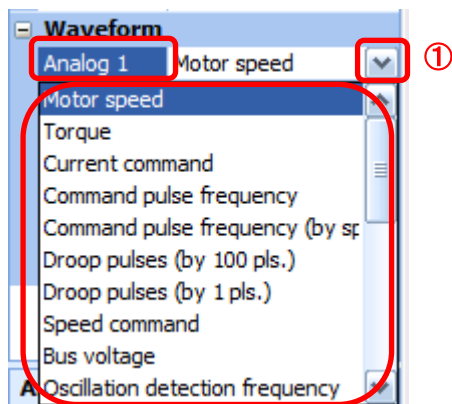 Waveform
Analog 1 Motor speed ①
Motor speed
Torque
Current command
Command pulse frequency
Command pulse frequency (by sp
Droop pulses (by 100 pls.)
Droop pulses (by 1 pls.)
Speed command
Bus voltage
A Oscillation detection frequency